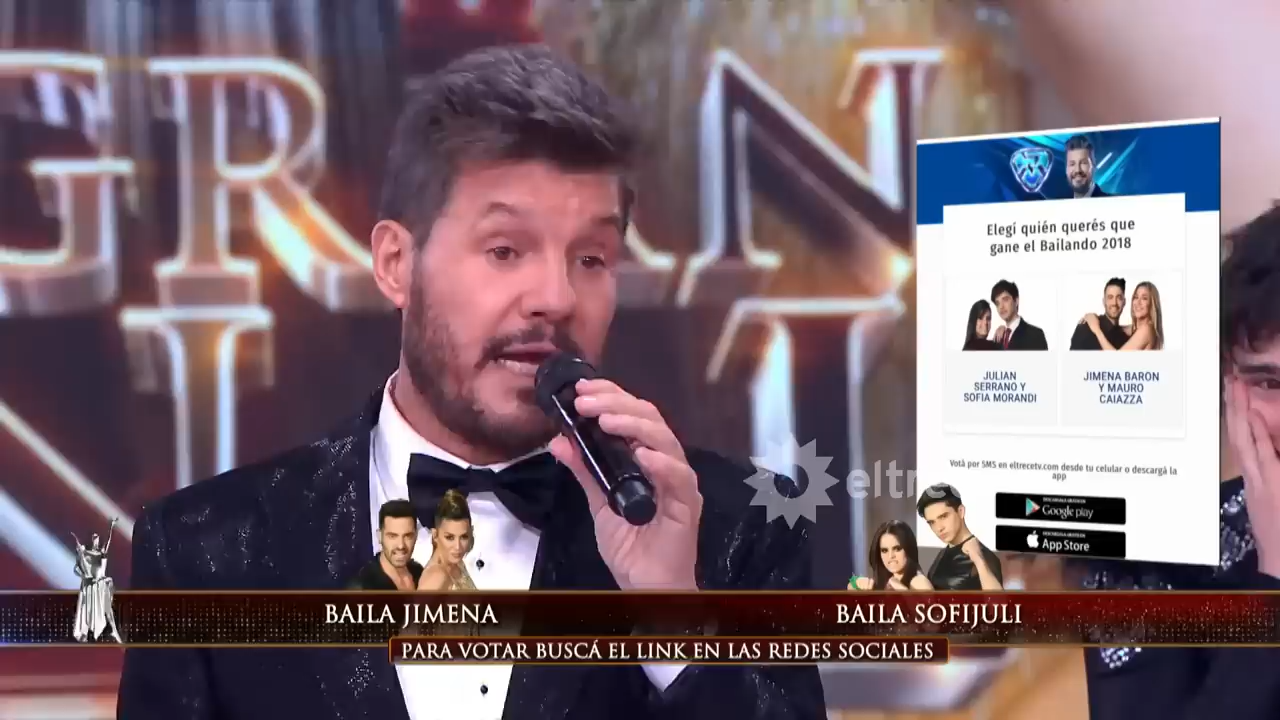 GRAN
Elegí quién querés que
gane el Bailando 2018
JULIAN
SERRANO Y
SOFIA MORANDI
JIMENA BARON
Y MAURO
CAIAZZA
Votá por SMS en eltrecetv.com desde tu celular o descargá la
app
Google play
App Store
eltrece
BAILA JIMENA
BAILA SOFIJULI
PARA VOTAR BUSCÁ EL LINK EN LAS REDES SOCIALES